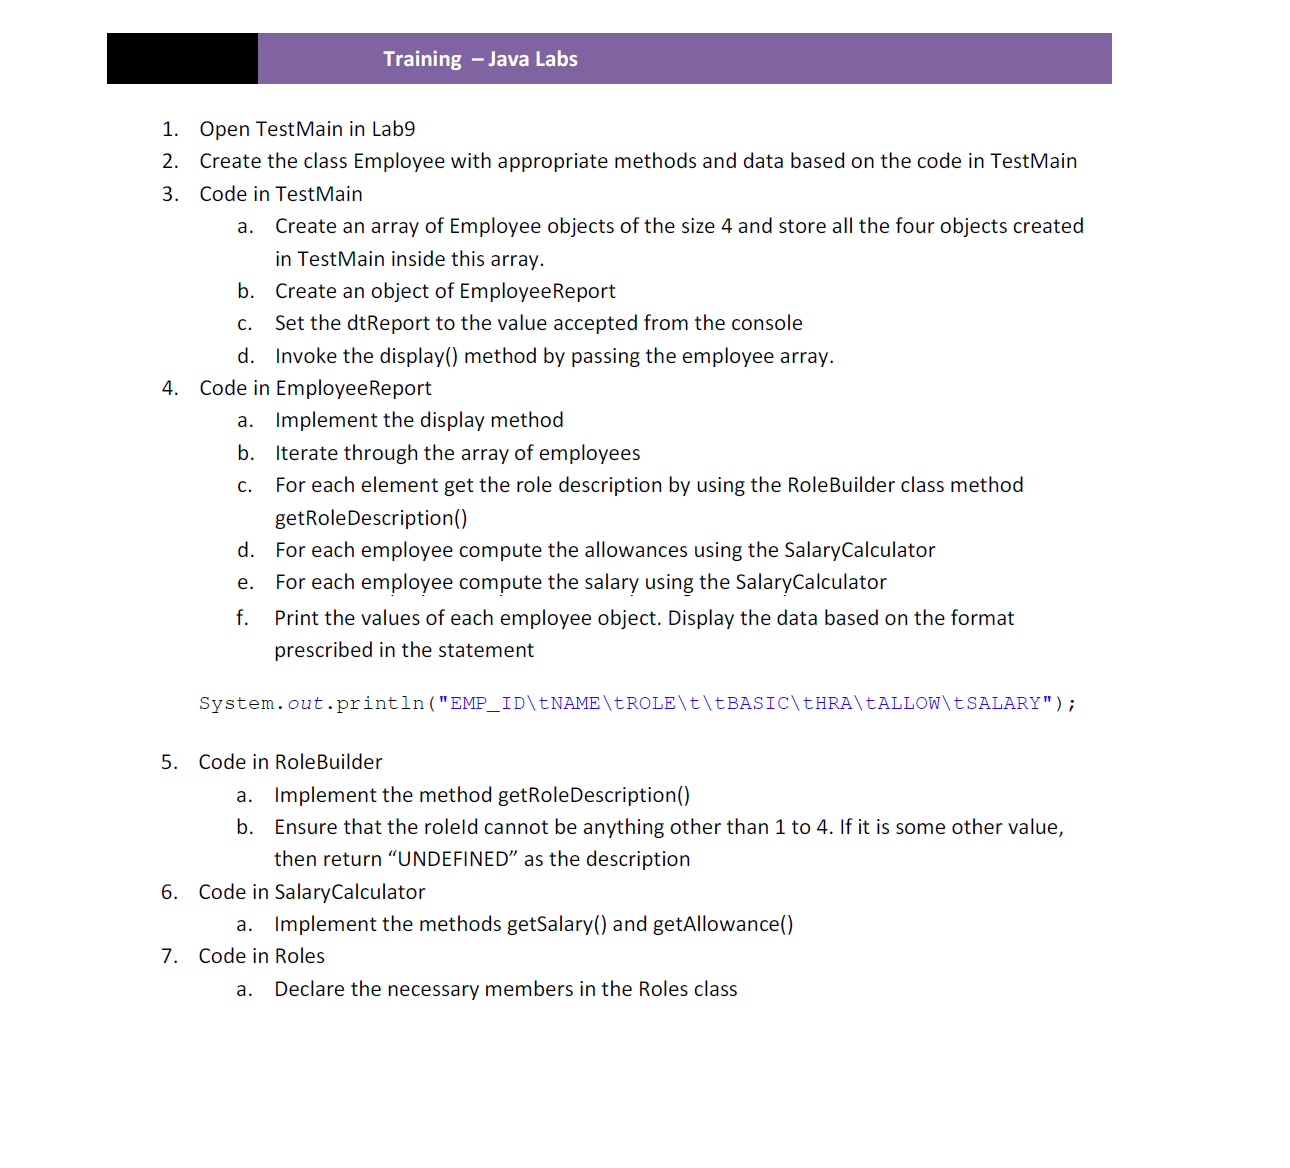 Training – Java Labs
1. Open TestMain in Lab9
2. Create the class Employee with appropriate methods and data based on the code in TestMain
3. Code in TestMain
a. Create an array of Employee objects of the size 4 and store all the four objects created
in TestMain inside this array.
b. Create an object of EmployeeReport
c. Set the dtReport to the value accepted from the console
d. Invoke the display() method by passing the employee array.
4. Code in EmployeeReport
a. Implement the display method
b. Iterate through the array of employees
c. For each element get the role description by using the RoleBuilder class method
getRoleDescription()
d. For each employee compute the allowances using the SalaryCalculator
e. For each employee compute the salary using the SalaryCalculator
f. Print the values of each employee object. Display the data based on the format
prescribed in the statement
System.out.println("EMP_ID\tNAME\tROLE\t\tBASIC\tHRA\tALLOW\tSALARY");
5. Code in RoleBuilder
a. Implement the method getRoleDescription()
b. Ensure that the roleId cannot be anything other than 1 to 4. If it is some other value,
then return “UNDEFINED” as the description
6. Code in SalaryCalculator
a. Implement the methods getSalary() and getAllowance()
7. Code in Roles
a. Declare the necessary members in the Roles class